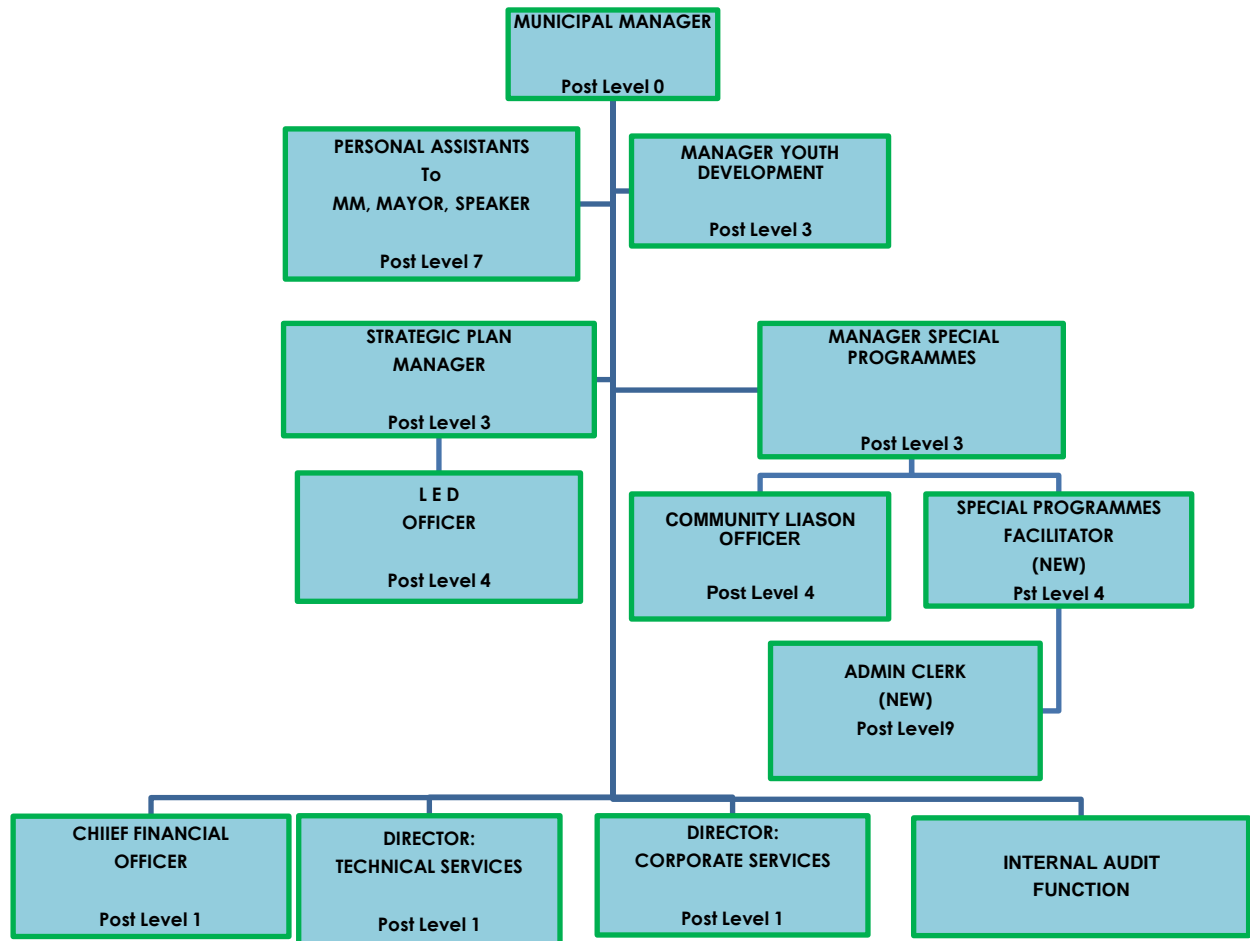 MUNICIPAL MANAGER
Post Level 0
PERSONAL ASSISTANTS
To
MM, MAYOR, SPEAKER
Post Level 7
MANAGER YOUTH
DEVELOPMENT
Post Level 3
STRATEGIC PLAN
MANAGER
Post Level 3
MANAGER SPECIAL
PROGRAMMES
Post Level 3
L E D
OFFICER
Post Level 4
COMMUNITY LIASON
OFFICER
Post Level 4
SPECIAL PROGRAMMES
FACILITATOR
(NEW)
Pst Level 4
ADMIN CLERK
(NEW)
Post Level9
CHIIEF FINANCIAL
OFFICER
Post Level 1
DIRECTOR:
TECHNICAL SERVICES
Post Level 1
DIRECTOR:
CORPORATE SERVICES
Post Level 1
INTERNAL AUDIT
FUNCTION